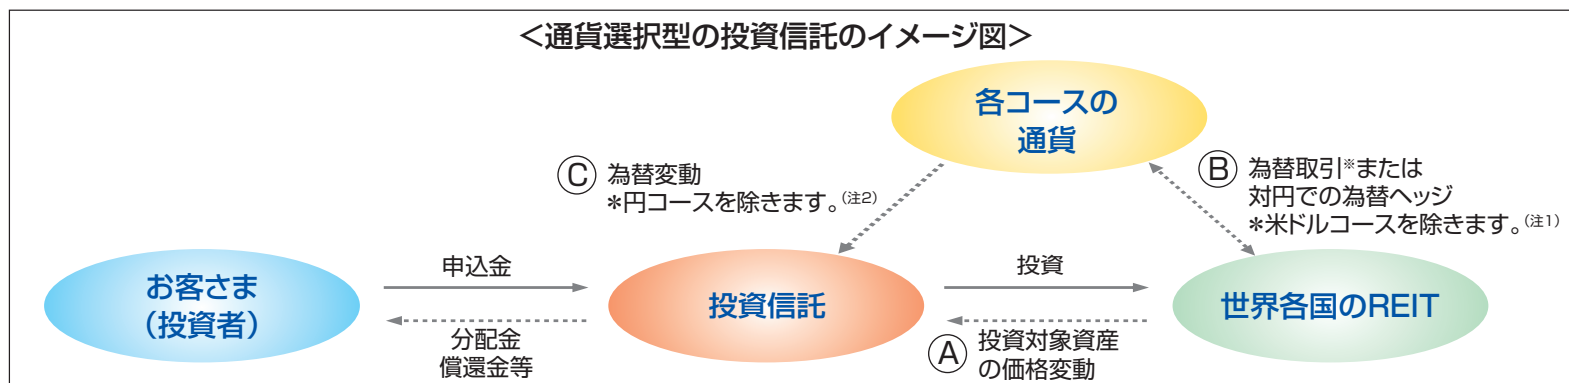 ＜通貨選択型の投資信託のイメージ図＞
各コースの
通貨
Ⓒ 為替変動
＊円コースを除きます。（注2）
Ⓑ 為替取引※または
対円での為替ヘッジ
＊米ドルコースを除きます。（注1）
お客さま
（投資者）
申込金
分配金
償還金等
投資信託
投資
Ⓐ 投資対象資産
の価格変動
世界各国のREIT